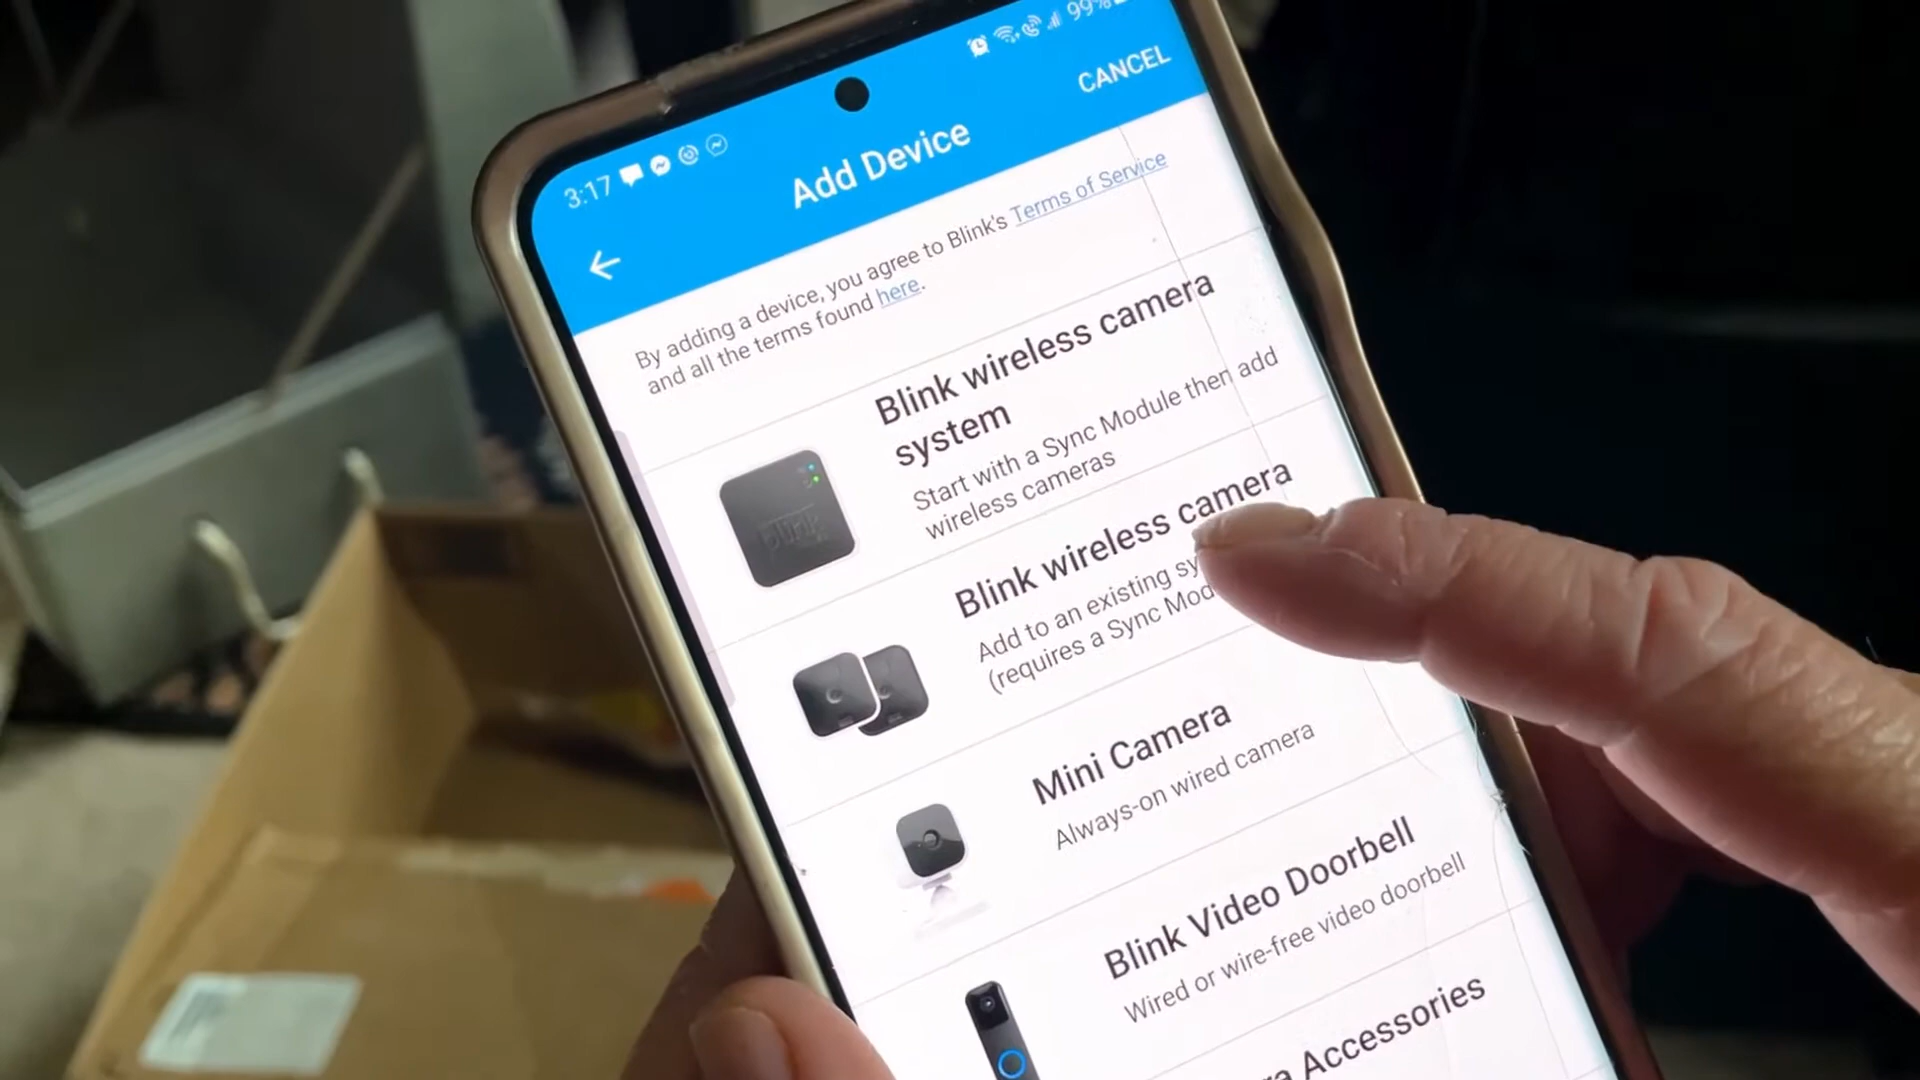 3:17
99%
CANCEL
Add Device
By adding a device, you agree to Blink's Terms of Service
and all the terms found here.
Blink wireless camera
system
Start with a Sync Module then add
wireless cameras
blink
Blink wireless camera
Add to an existing
(requires a Sync
Mini Camera
Always-on wired camera
Blink Video Doorbell
Wired or wire-free video doorbell
Accessories